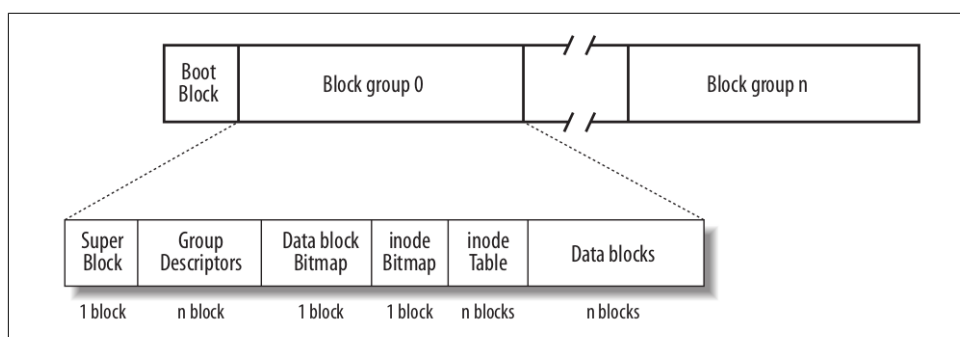 Boot
Block
Block group 0
Block group n
Super
Block
Group
Descriptors
Data block
Bitmap
inode
Bitmap
inode
Table
Data blocks
1 block
n block
1 block
1 block
n blocks
n blocks